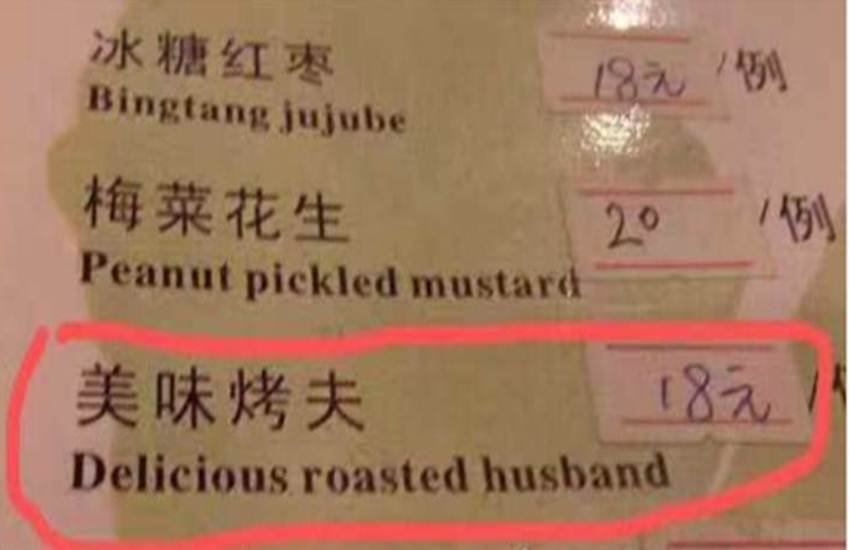 冰糖红枣 18元 /例
Bingtang jujube
梅菜花生 20 /例
Peanut pickled mustard
美味烤夫 18元
Delicious roasted husband